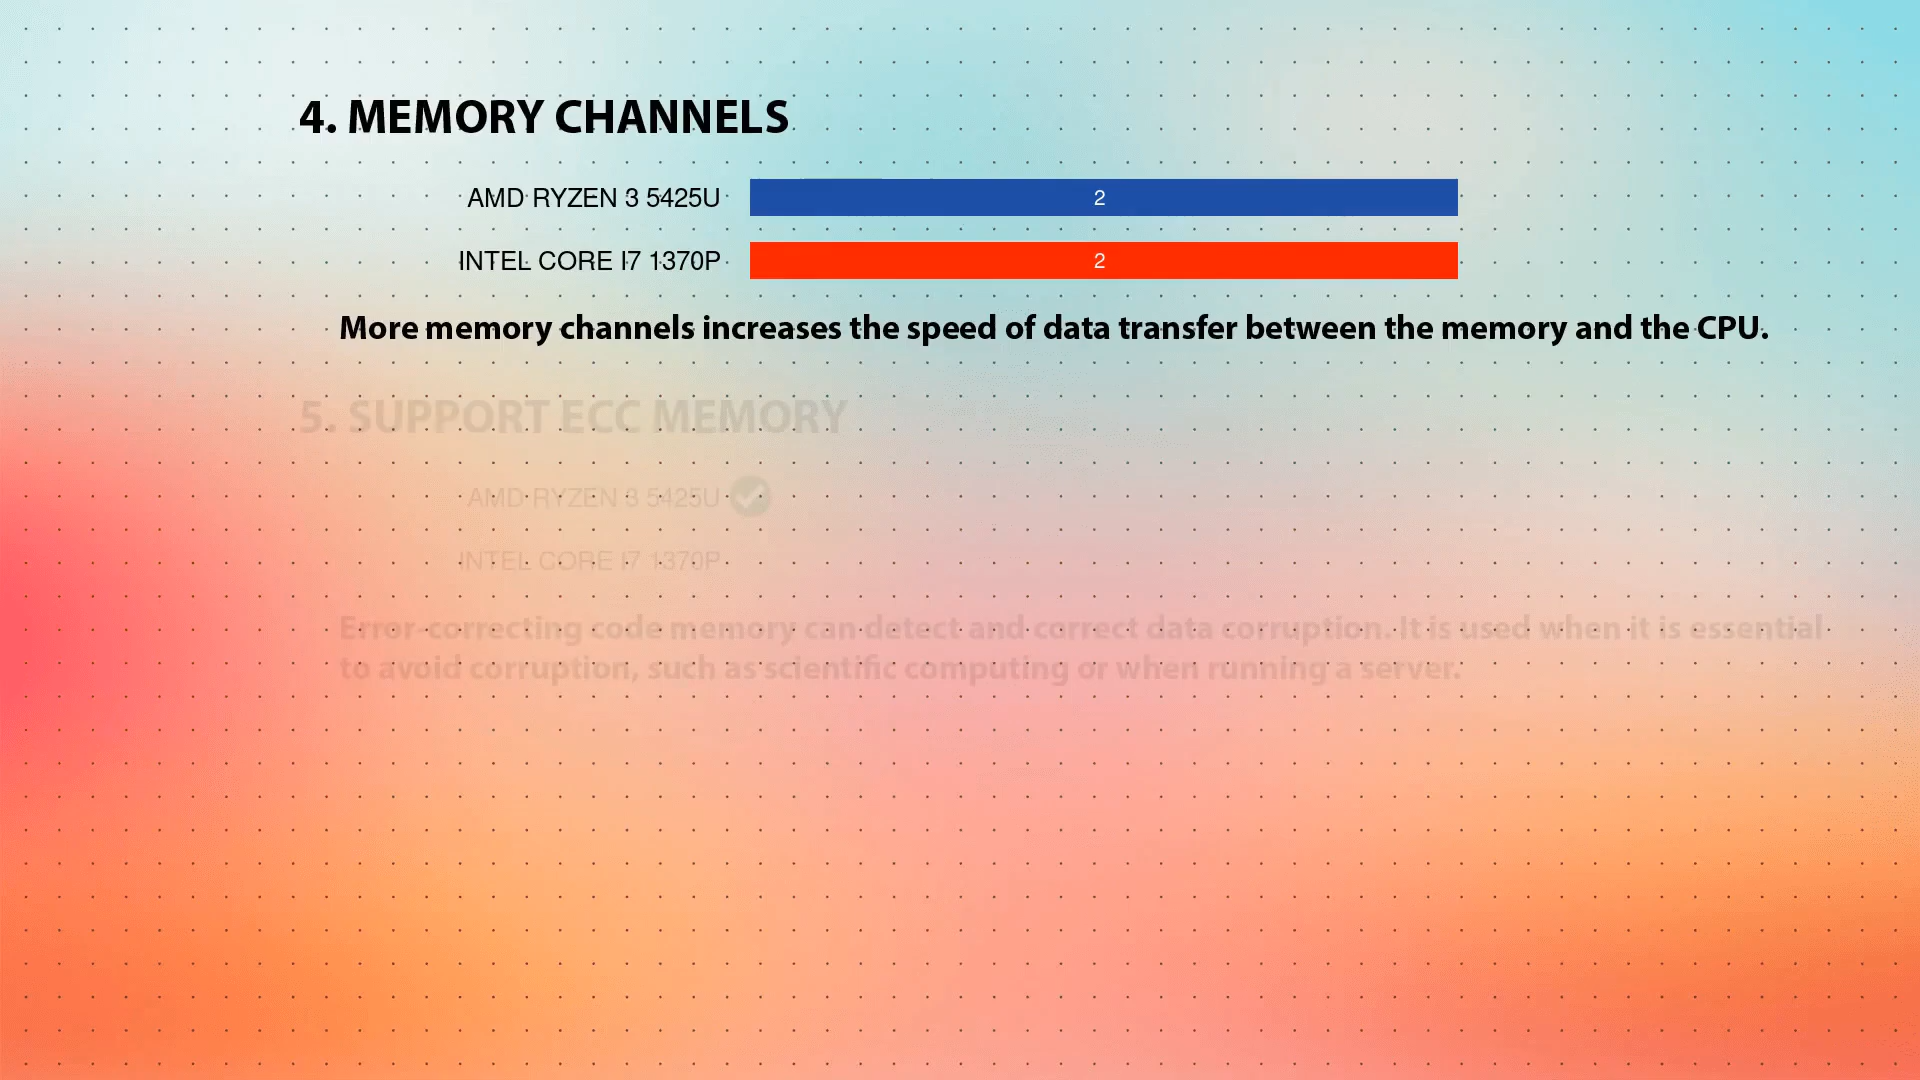 4. MEMORY CHANNELS
AMD RYZEN 3 5425U
2
INTEL CORE I7 1370P
2
More memory channels increases the speed of data transfer between the memory and the CPU.
5. SUPPORT ECC MEMORY
AMD RYZEN 3 5425U
INTEL CORE I7 1370P
Error-correcting code memory can detect and correct data corruption. It is used when it is essential
to avoid corruption, such as scientific computing or when running a server.